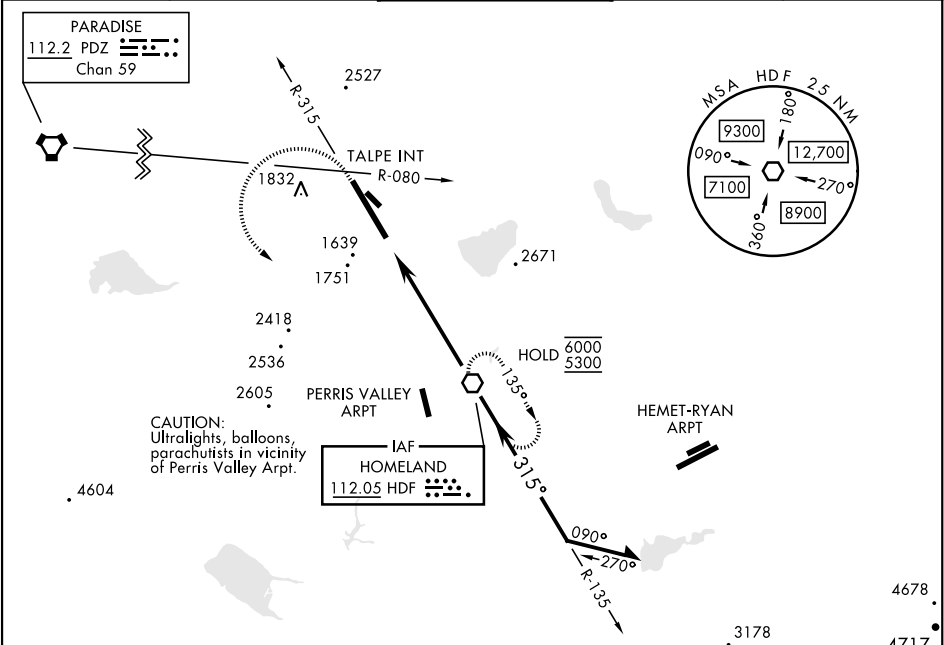 PARADISE
112.2 PDZ
Chan 59
R-315
2527
MSA HDF 25 NM
180°
9300
12,700
090°
270°
7100
8900
360°
TALPE INT
R-080
1832
1639
1751
2671
2418
2536
2605
HOLD 6000
5300
135°
PERRIS VALLEY
ARPT
HEMET-RYAN
ARPT
CAUTION:
Ultralights, balloons,
parachutists in vicinity
of Perris Valley Arpt.
IAF
HOMELAND
112.05 HDF
315°
4604
090°
270°
R-135
4678
3178
4717